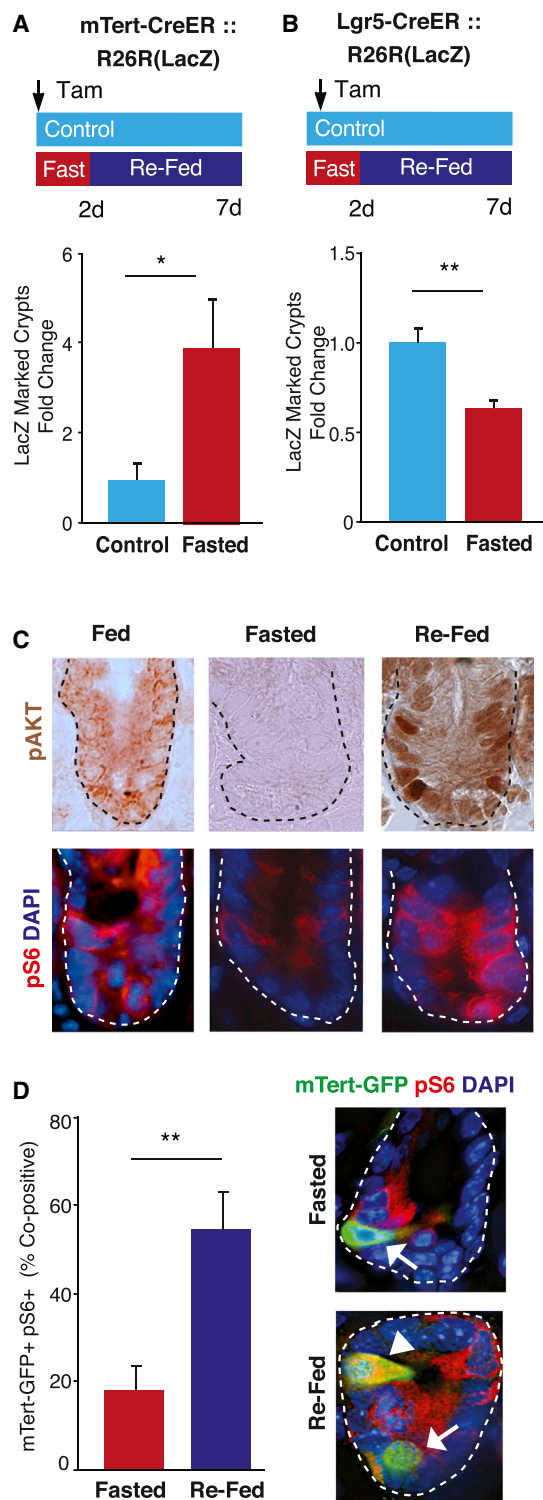 A
mTert-CreER ::
R26R(LacZ)
Tam
Control
Fast
Re-Fed
2d
7d
6
4
2
0
LacZ Marked Crypts
Fold Change
*
Control
Fasted
B
Lgr5-CreER ::
R26R(LacZ)
Tam
Control
Fast
Re-Fed
2d
7d
1.5
1.0
0.5
0
LacZ Marked Crypts
Fold Change
**
Control
Fasted
C
Fed
Fasted
Re-Fed
pAKT
pS6 DAPI
D
80
60
40
20
0
mTert-GFP+ pS6+ (% Co-positive)
**
Fasted
Re-Fed
mTert-GFP pS6 DAPI
Fasted
Re-Fed